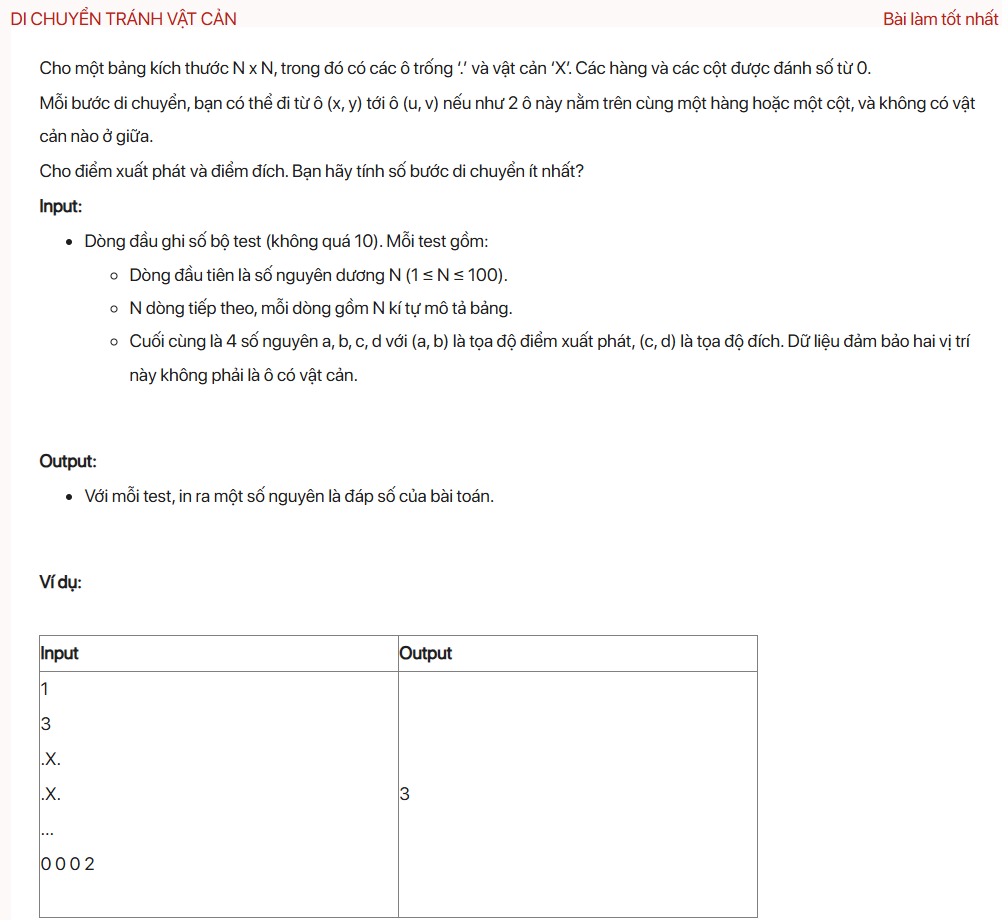 DI CHUYỂN TRÁNH VẬT CẢN
Bài làm tốt nhất
Cho một bảng kích thước N x N, trong đó có các ô trống '.' và vật cản 'X'. Các hàng và các cột được đánh số từ 0.
Mỗi bước di chuyển, bạn có thể đi từ ô (x, y) tới ô (u, v) nếu như 2 ô này nằm trên cùng một hàng hoặc một cột, và không có vật
cản nào ở giữa.
Cho điểm xuất phát và điểm đích. Bạn hãy tính số bước di chuyển ít nhất?
Input:
• Dòng đầu ghi số bộ test (không quá 10). Mỗi test gồm:
○ Dòng đầu tiên là số nguyên dương N (1 ≤ N ≤ 100).
○ N dòng tiếp theo, mỗi dòng gồm N kí tự mô tả bảng.
○ Cuối cùng là 4 số nguyên a, b, c, d với (a, b) là tọa độ điểm xuất phát, (c, d) là tọa độ đích. Dữ liệu đảm bảo hai vị trí
này không phải là ô có vật cản.
Output:
• Với mỗi test, in ra một số nguyên là đáp số của bài toán.
Ví dụ:
Input
Output
1
3
.X.
.X.
...
0 0 0 2
3